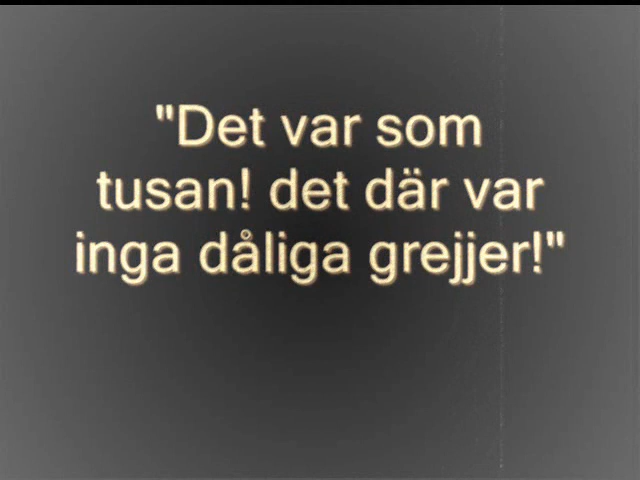 "Det var som
tusan! det där var
inga dåliga grejjer!"